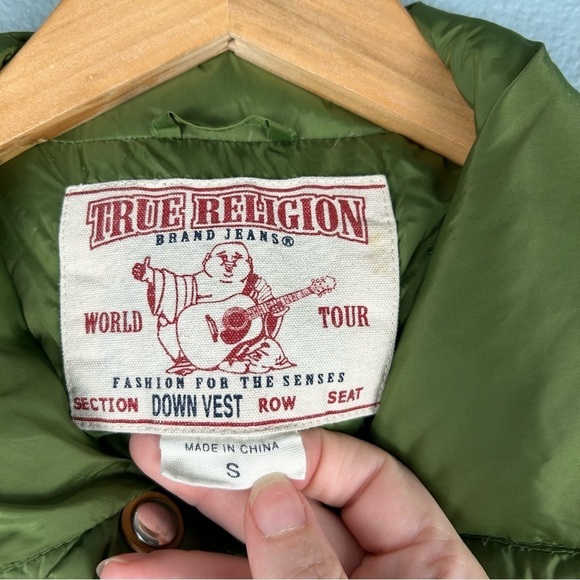 TRUE RELIGION
BRAND JEANS®
WORLD TOUR
FASHION FOR THE SENSES
SECTION DOWN VEST ROW SEAT
MADE IN CHINA
S